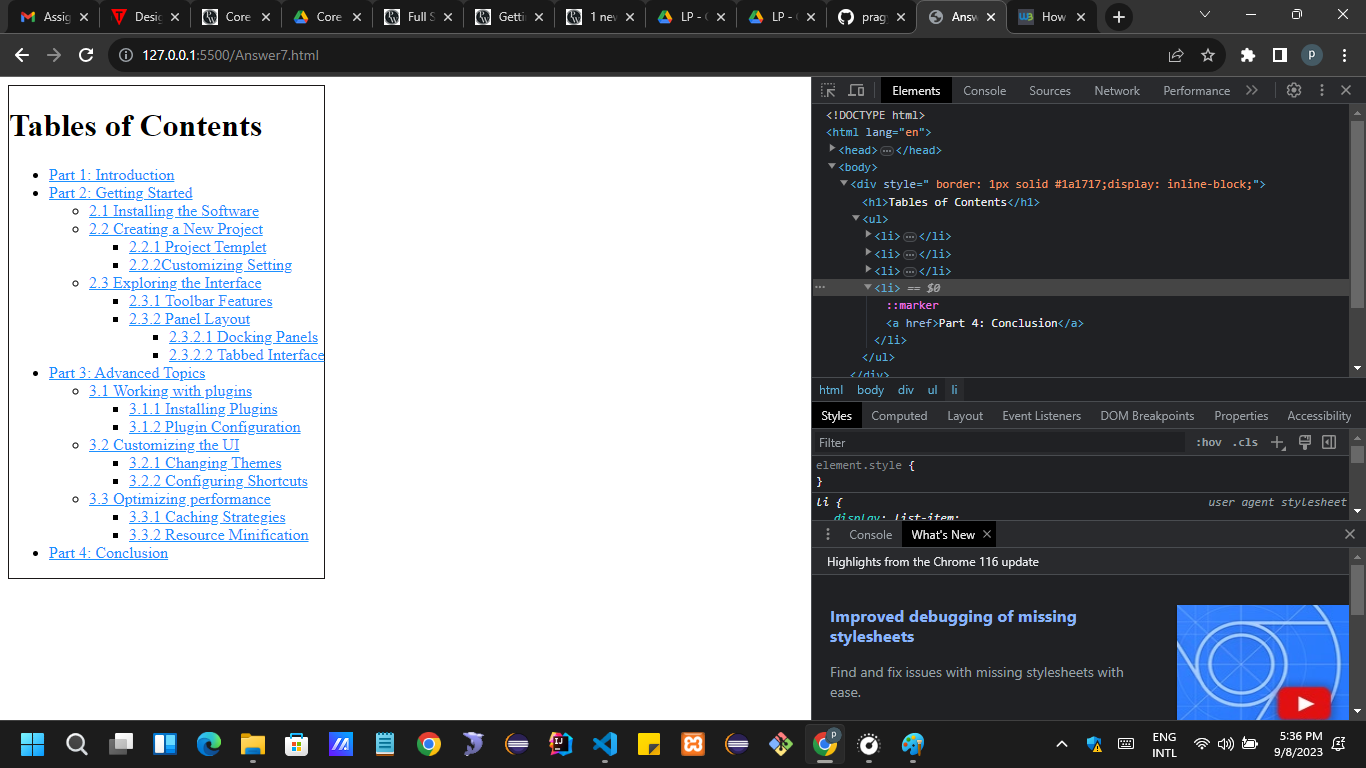 Assig
Desig
Core
Core
Full S
Gettin
1 new
LP - C
LP - C
prag
Answ
How
127.0.0.1:5500/Answer7.html
p
Tables of Contents
Part 1: Introduction
Part 2: Getting Started
2.1 Installing the Software
2.2 Creating a New Project
2.2.1 Project Templet
2.2.2Customizing Setting
2.3 Exploring the Interface
2.3.1 Toolbar Features
2.3.2 Panel Layout
2.3.2.1 Docking Panels
2.3.2.2 Tabbed Interface
Part 3: Advanced Topics
3.1 Working with plugins
3.1.1 Installing Plugins
3.1.2 Plugin Configuration
3.2 Customizing the UI
3.2.1 Changing Themes
3.2.2 Configuring Shortcuts
3.3 Optimizing performance
3.3.1 Caching Strategies
3.3.2 Resource Minification
Part 4: Conclusion
Elements Console Sources Network Performance
<!DOCTYPE html>
<html lang="en">
<head> … </head>
<body>
<div style=" border: 1px solid #1a1717;display: inline-block;">
<h1>Tables of Contents</h1>
<ul>
<li> … </li>
<li> … </li>
<li> … </li>
<li> == $0
::marker
<a href>Part 4: Conclusion</a>
</li>
</ul>
</div>
html body div ul li
Styles Computed Layout Event Listeners DOM Breakpoints Properties Accessibility
Filter :hov .cls
element.style {
}
li { user agent stylesheet
display: list-item;
Console What's New
Highlights from the Chrome 116 update
Improved debugging of missing
stylesheets
Find and fix issues with missing stylesheets with
ease.
ENG
INTL
5:36 PM
9/8/2023